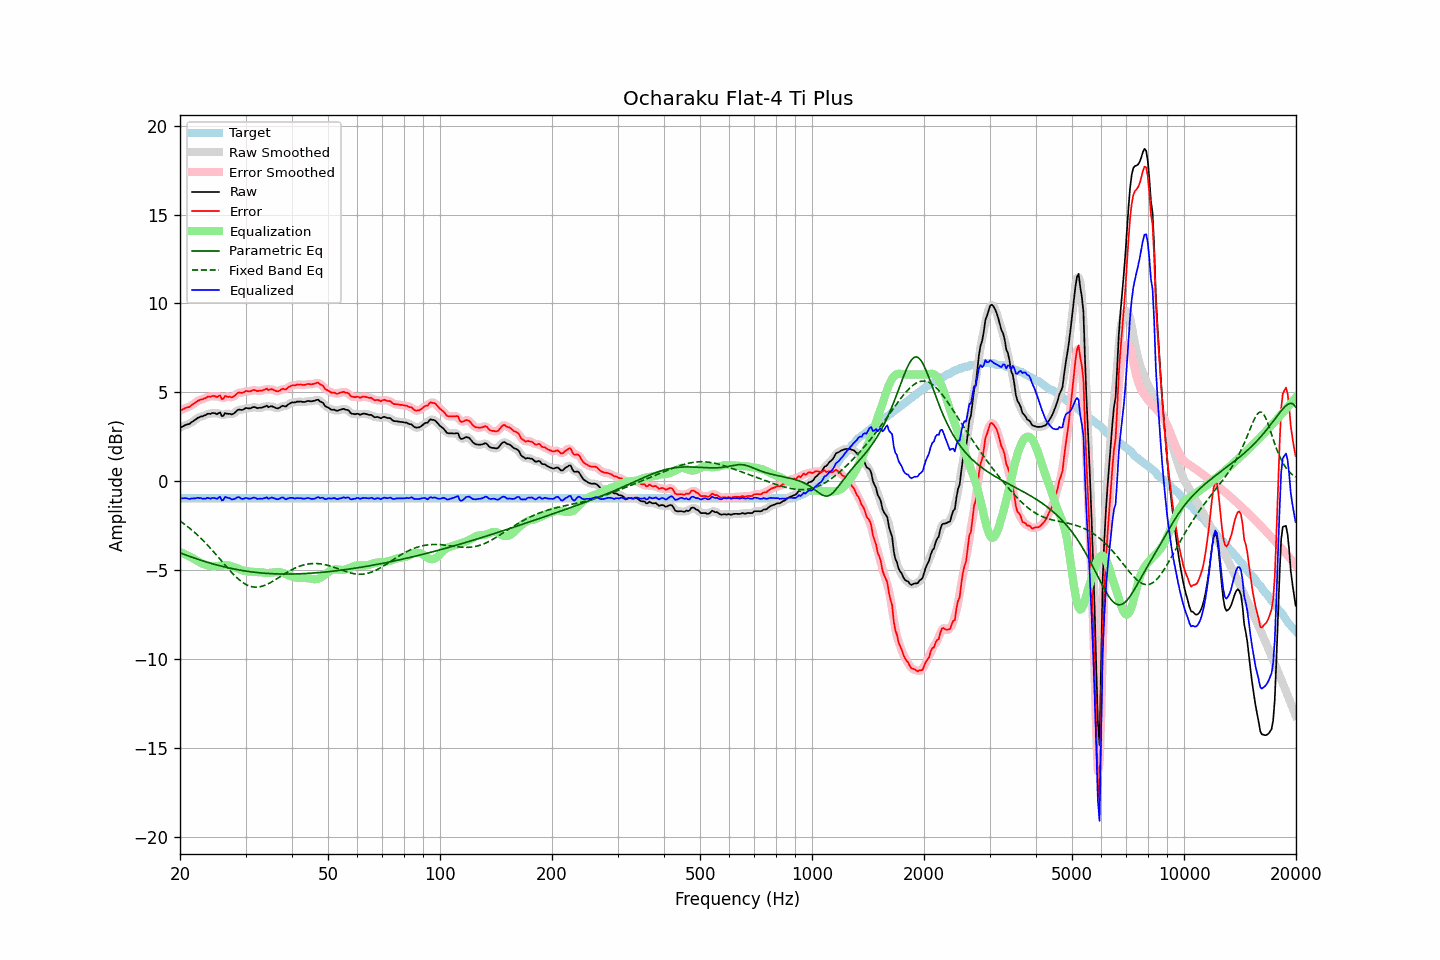 Ocharaku Flat-4 Ti Plus
Amplitude (dBr)
20
15
10
5
0
−5
−10
−15
−20
Target
Raw Smoothed
Error Smoothed
Raw
Error
Equalization
Parametric Eq
Fixed Band Eq
Equalized
20 50 100 200 500 1000 2000 5000 10000 20000
Frequency (Hz)